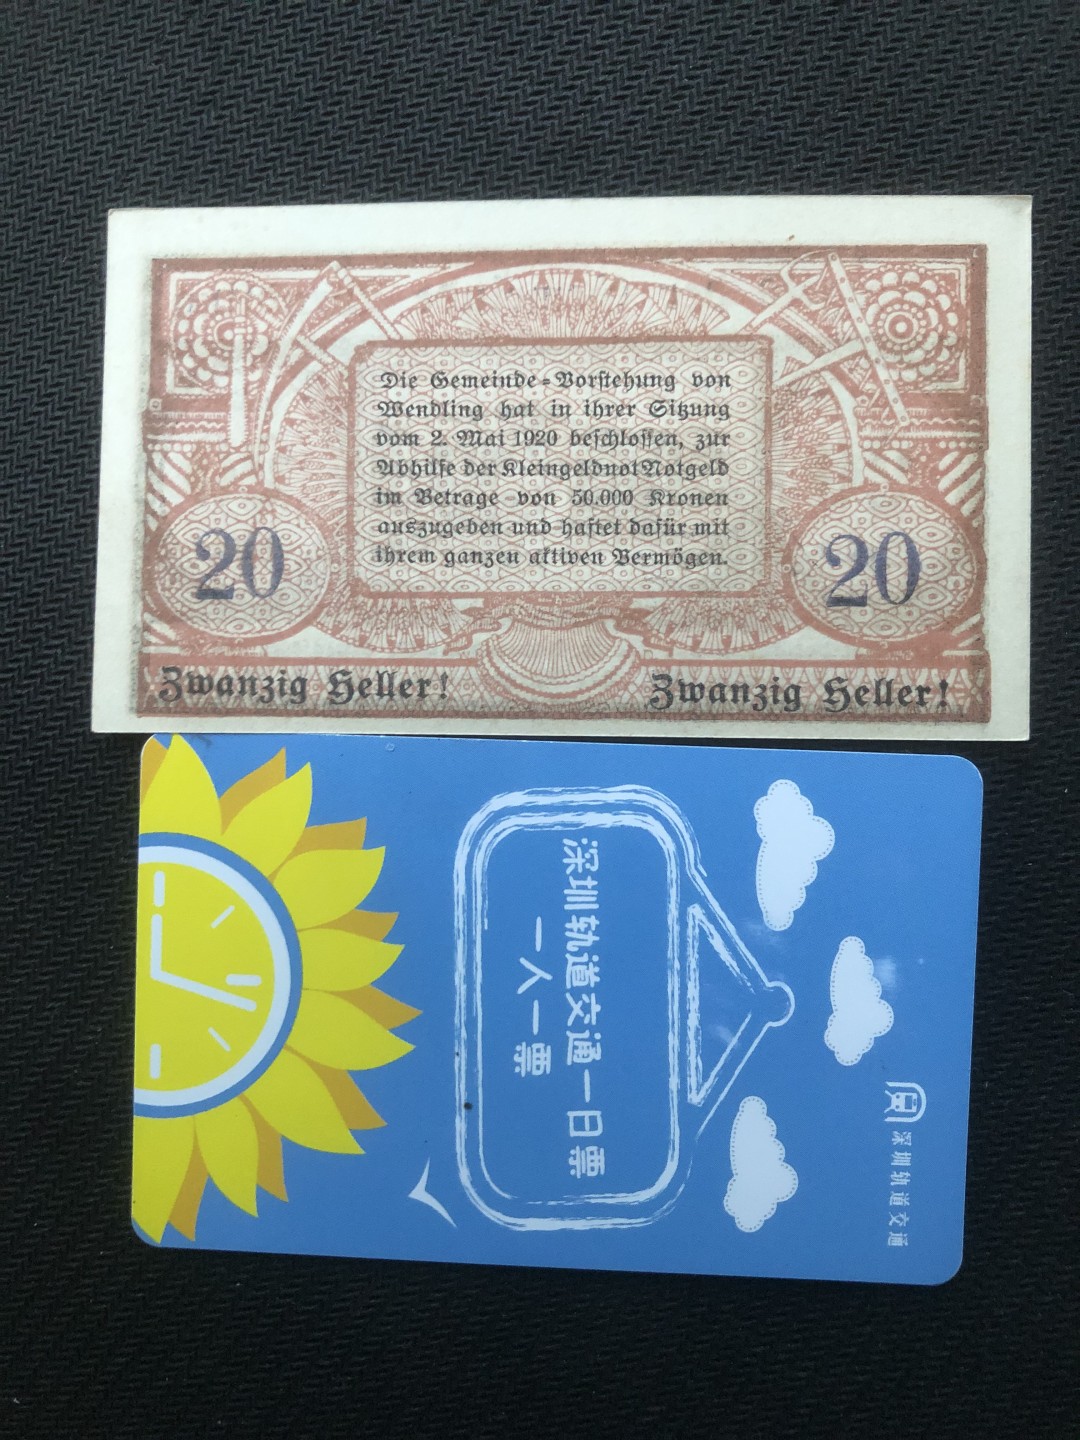 Die Gemeinde=Vorstehung von
Wendling hat in ihrer Sitzung
vom 2. Mai 1920 beschlossen, zur
Abhilfe der Kleingeldnot Notgeld
im Betrage von 50.000 Kronen
auszugeben und haftet dafür mit
ihrem ganzen aktiven Vermögen.
20
20
Zwanzig Heller!
Zwanzig Heller!
深圳轨道交通
深圳轨道交通一日票
一人一票